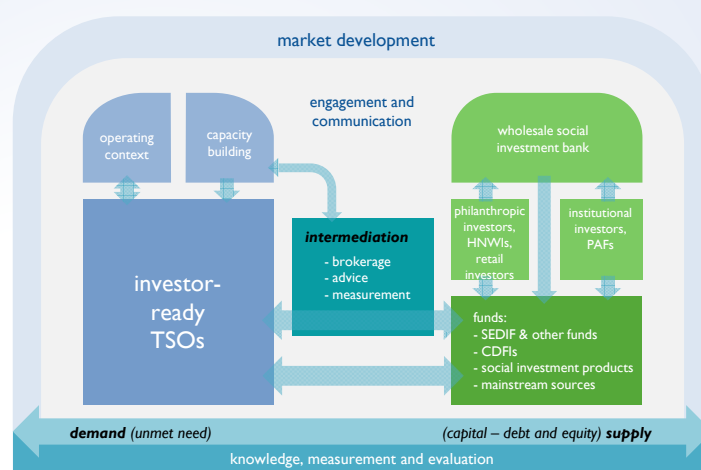 market development
engagement and
communication
operating
context
capacity
building
wholesale social
investment bank
philanthropic
investors,
HNWIs,
retail
investors
institutional
investors,
PAFs
intermediation
- brokerage
- advice
- measurement
investor-
ready
TSOs
funds:
- SEDIF & other funds
- CDFIs
- social investment products
- mainstream sources
demand (unmet need)
(capital – debt and equity) supply
knowledge, measurement and evaluation